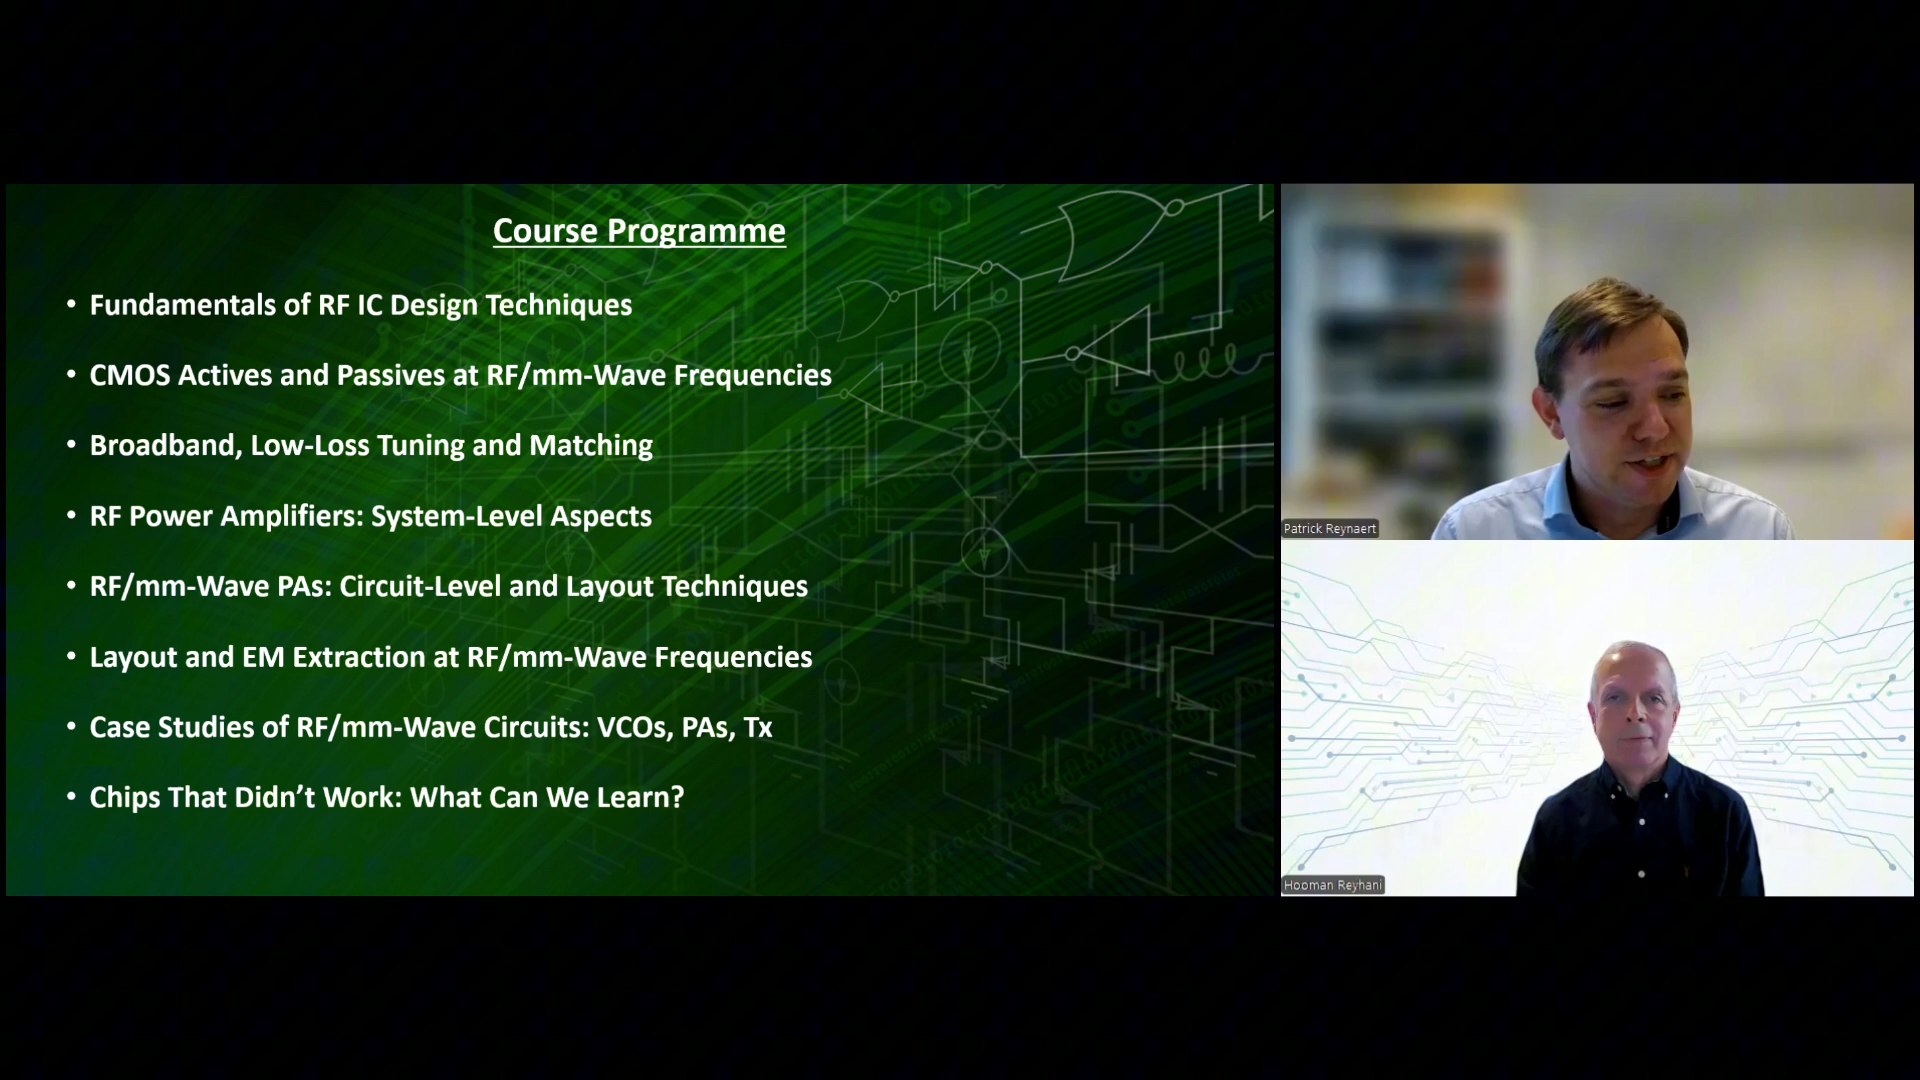 Course Programme
• Fundamentals of RF IC Design Techniques
• CMOS Actives and Passives at RF/mm-Wave Frequencies
• Broadband, Low-Loss Tuning and Matching
• RF Power Amplifiers: System-Level Aspects
• RF/mm-Wave PAs: Circuit-Level and Layout Techniques
• Layout and EM Extraction at RF/mm-Wave Frequencies
• Case Studies of RF/mm-Wave Circuits: VCOs, PAs, Tx
• Chips That Didn’t Work: What Can We Learn?
Patrick Reynaert
Hooman Reyhani